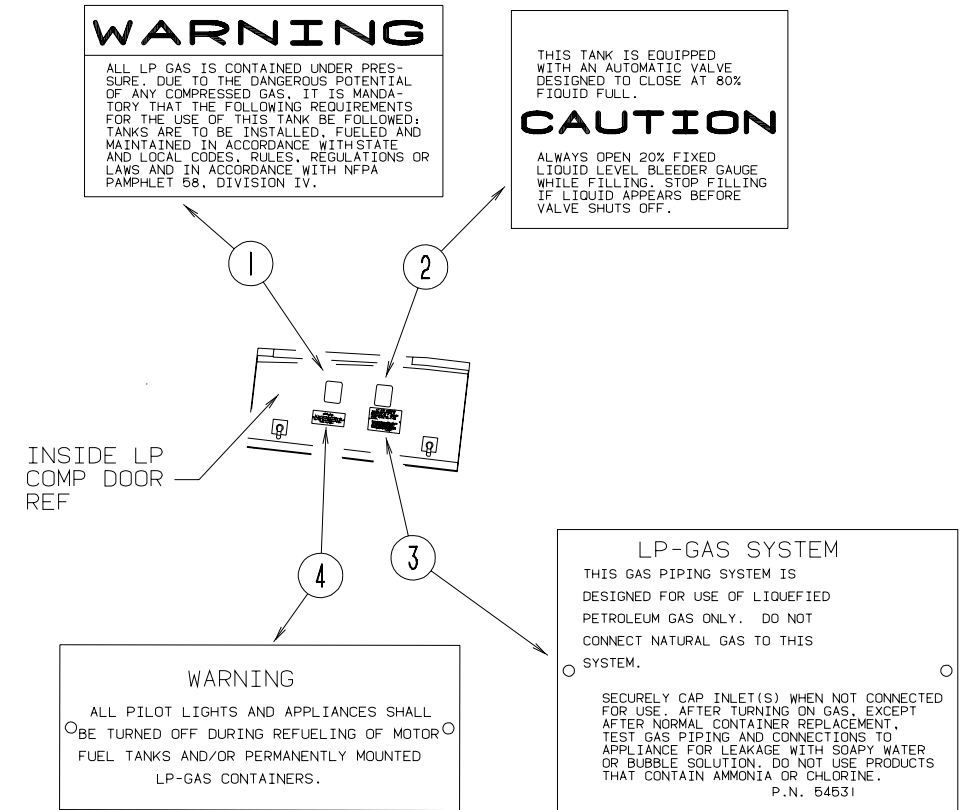 WARNING
ALL LP GAS IS CONTAINED UNDER PRES-
SURE. DUE TO THE DANGEROUS POTENTIAL
OF ANY COMPRESSED GAS, IT IS MANDA-
TORY THAT THE FOLLOWING REQUIREMENTS
FOR THE USE OF THIS TANK BE FOLLOWED:
TANKS ARE TO BE INSTALLED, FUELED AND
MAINTAINED IN ACCORDANCE WITH STATE
AND LOCAL CODES, RULES, REGULATIONS OR
LAWS AND IN ACCORDANCE WITH NFPA
PAMPHLET 58, DIVISION IV.
THIS TANK IS EQUIPPED
WITH AN AUTOMATIC VALVE
DESIGNED TO CLOSE AT 80%
FIQUID FULL.
CAUTION
ALWAYS OPEN 20% FIXED
LIQUID LEVEL BLEEDER GAUGE
WHILE FILLING. STOP FILLING
IF LIQUID APPEARS BEFORE
VALVE SHUTS OFF.
1
2
INSIDE LP
COMP DOOR
REF
4
3
WARNING
ALL PILOT LIGHTS AND APPLIANCES SHALL
BE TURNED OFF DURING REFUELING OF MOTOR
FUEL TANKS AND/OR PERMANENTLY MOUNTED
LP-GAS CONTAINERS.
LP-GAS SYSTEM
THIS GAS PIPING SYSTEM IS
DESIGNED FOR USE OF LIQUEFIED
PETROLEUM GAS ONLY. DO NOT
CONNECT NATURAL GAS TO THIS
SYSTEM.
SECURELY CAP INLET(S) WHEN NOT CONNECTED
FOR USE. AFTER TURNING ON GAS, EXCEPT
AFTER NORMAL CONTAINER REPLACEMENT,
TEST GAS PIPING AND CONNECTIONS TO
APPLIANCE FOR LEAKAGE WITH SOAPY WATER
OR BUBBLE SOLUTION. DO NOT USE PRODUCTS
THAT CONTAIN AMMONIA OR CHLORINE.
P.N. 54531